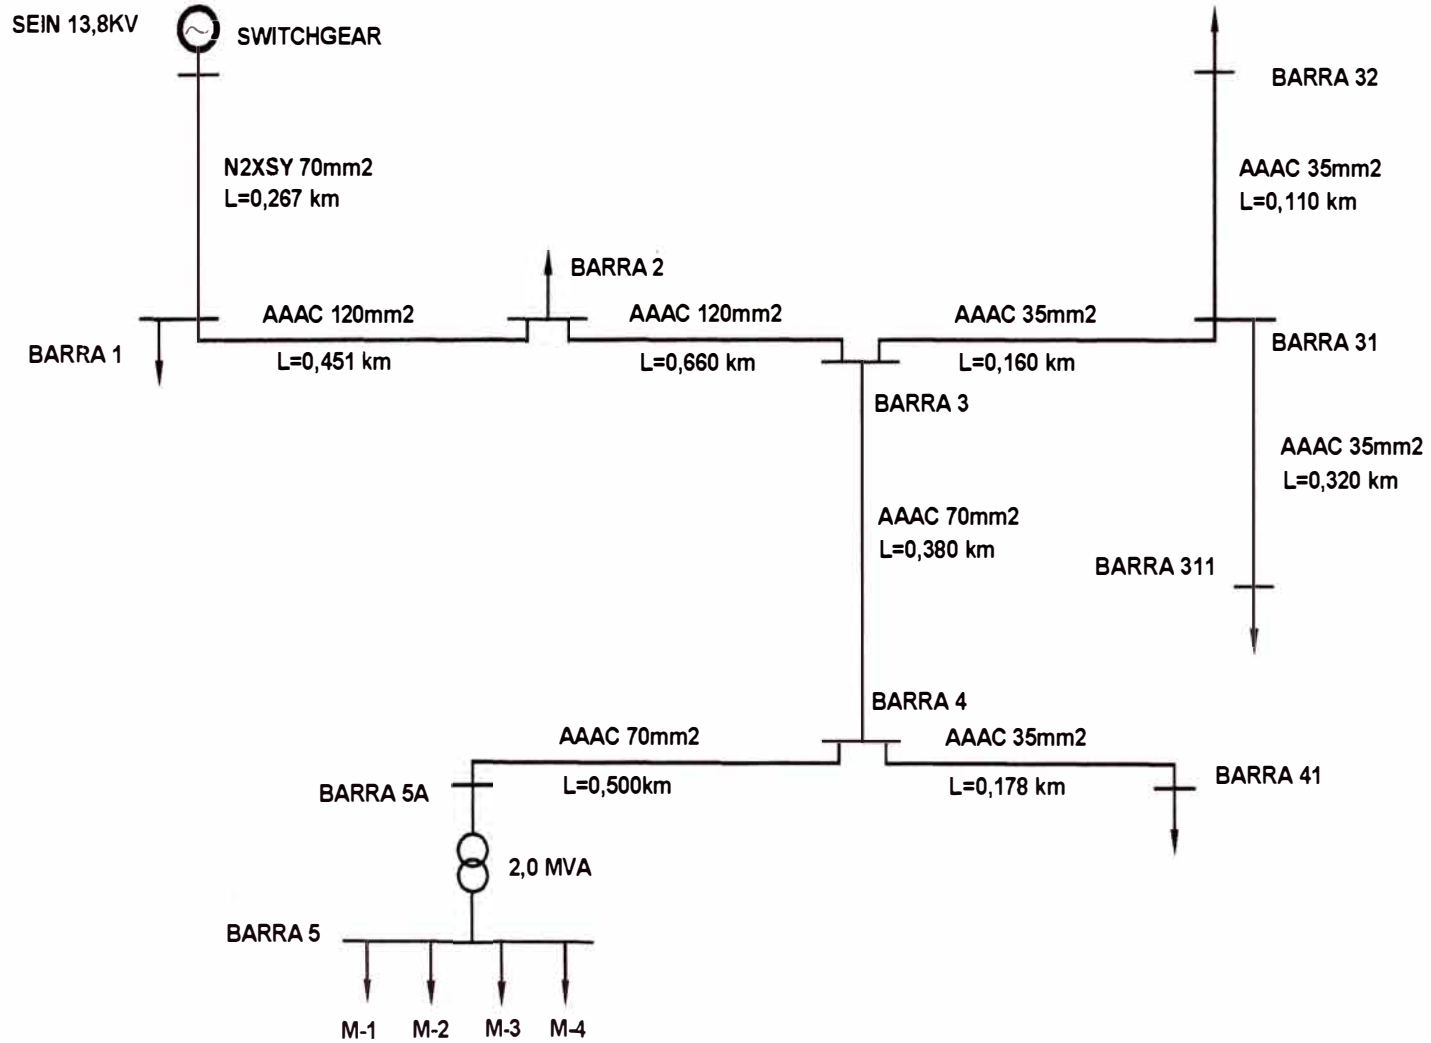 SEIN 13,8KV
SWITCHGEAR
BARRA 32
N2XSY 70mm2
L=0,267 km
AAAC 35mm2
L=0,110 km
BARRA 2
AAAC 120mm2
L=0,451 km
AAAC 120mm2
L=0,660 km
AAAC 35mm2
L=0,160 km
BARRA 1
BARRA 31
BARRA 3
AAAC 35mm2
L=0,320 km
AAAC 70mm2
L=0,380 km
BARRA 311
BARRA 4
AAAC 70mm2
L=0,500km
AAAC 35mm2
L=0,178 km
BARRA 41
BARRA 5A
2,0 MVA
BARRA 5
M-1
M-2
M-3
M-4